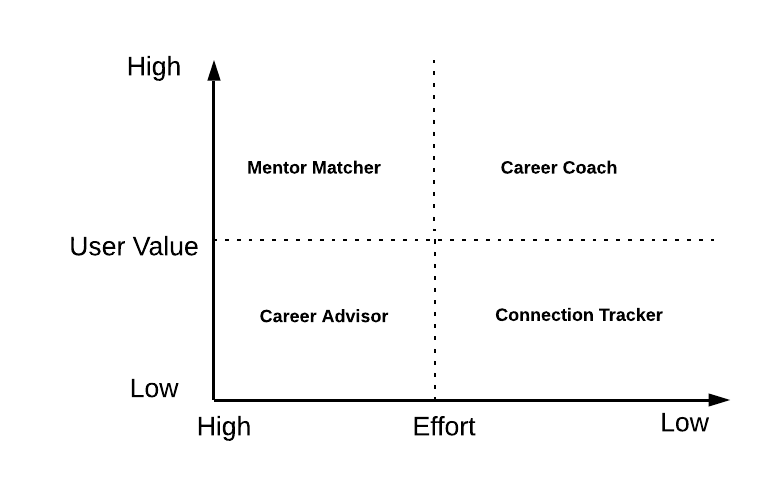 High
Mentor Matcher
Career Coach
User Value
Career Advisor
Connection Tracker
Low
High
Effort
Low